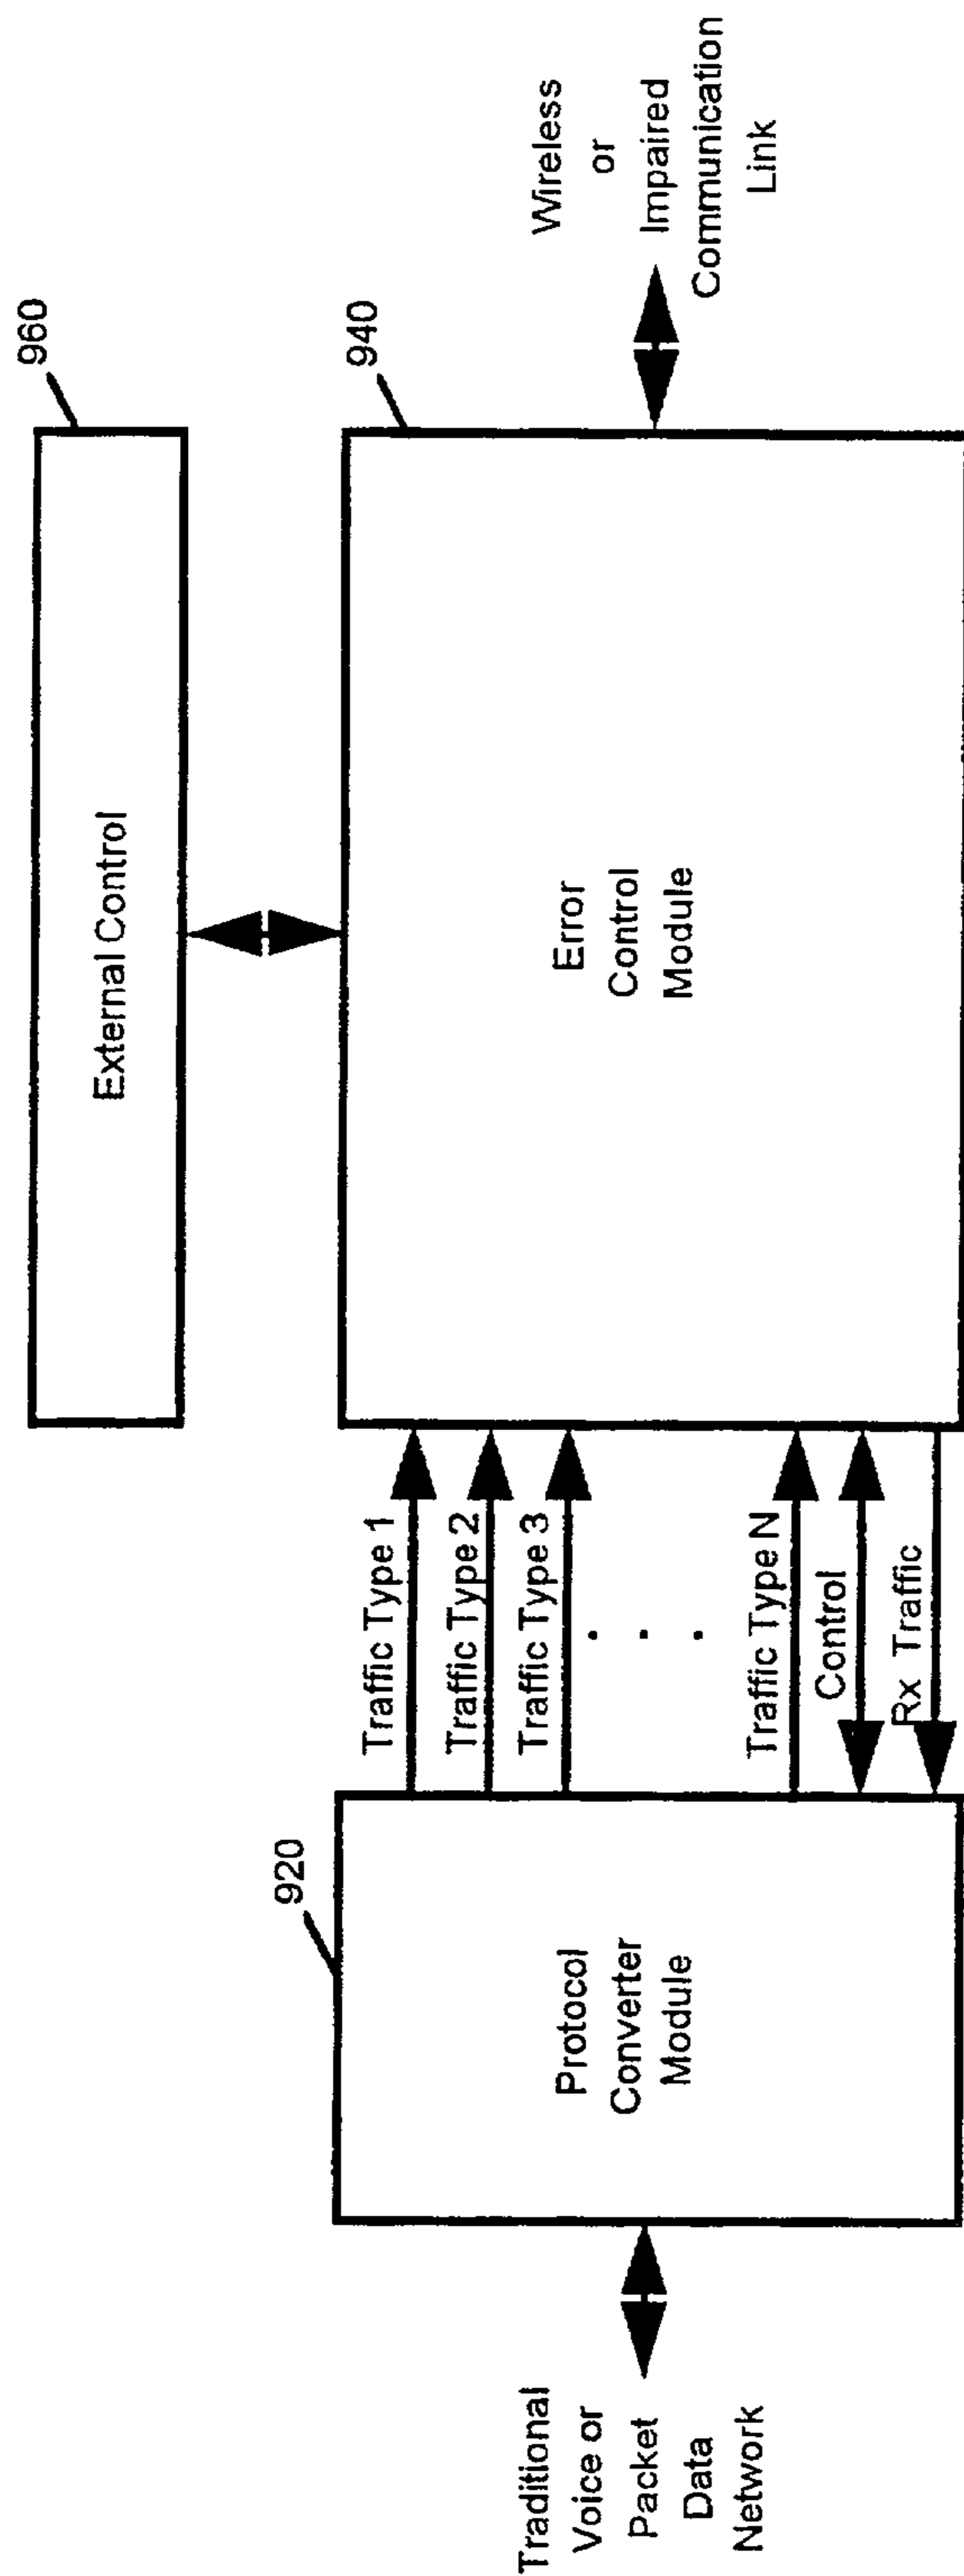 960
External Control
940
Wireless
or
Impaired
Communication
Link
Error
Control
Module
Traffic Type 1
Traffic Type 2
Traffic Type 3
. . .
Traffic Type N
Control
Rx Traffic
920
Protocol
Converter
Module
Traditional
Voice or
Packet
Data
Network